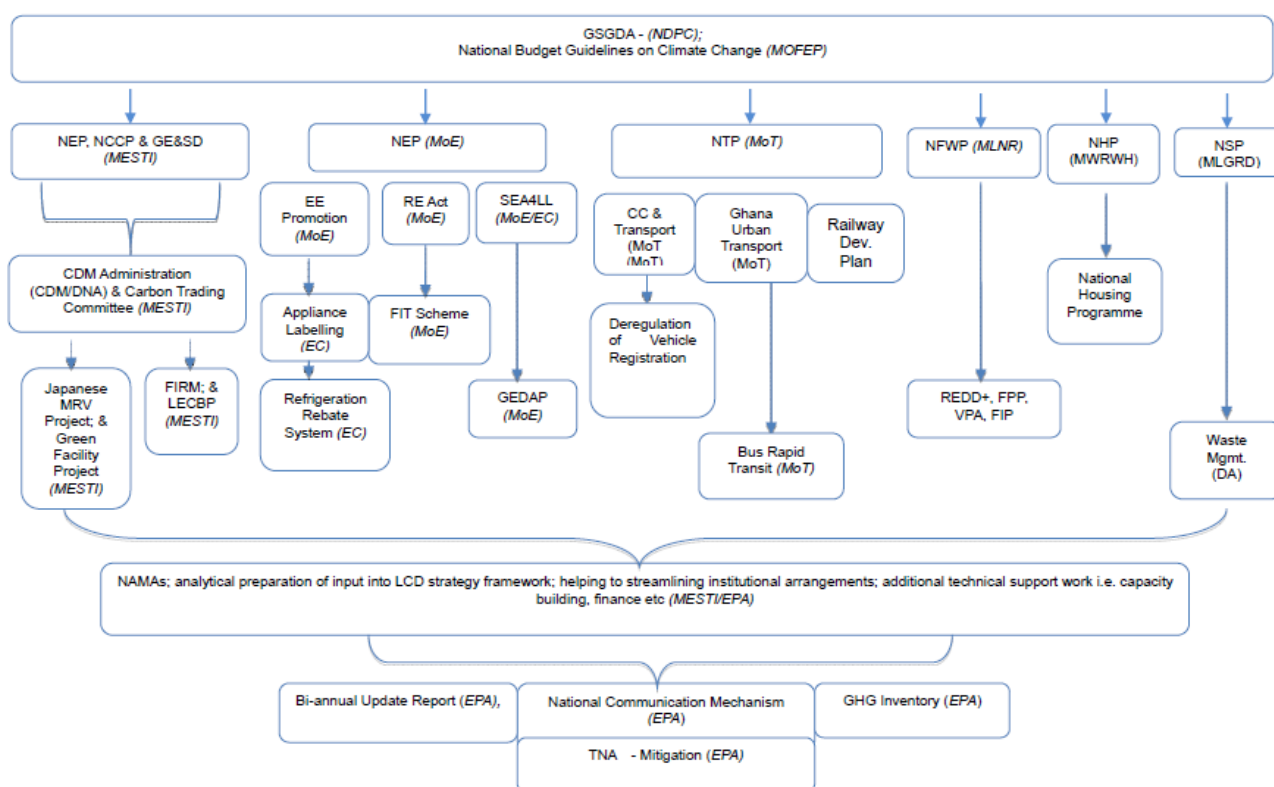 GSGDA - (NDPC);
National Budget Guidelines on Climate Change (MOFEP)
NEP, NCCP & GE&SD
(MESTI)
NEP (MoE)
NTP (MoT)
NFWP (MLNR)
NHP
(MWRWH)
NSP
(MLGRD)
EE
Promotion
(MoE)
RE Act
(MoE)
SEA4LL
(MoE/EC)
CC &
Transport
(MoT
(MoT)
Ghana
Urban
Transport
(MoT)
Railway
Dev.
Plan
CDM Administration
(CDM/DNA) & Carbon Trading
Committee (MESTI)
Appliance
Labelling
(EC)
FIT Scheme
(MoE)
Deregulation
of Vehicle
Registration
National
Housing
Programme
Japanese
MRV
Project; &
Green
Facility
Project
(MESTI)
FIRM; &
LECBP
(MESTI)
Refrigeration
Rebate
System (EC)
GEDAP
(MoE)
Bus Rapid
Transit (MoT)
REDD+, FPP,
VPA, FIP
Waste
Mgmt.
(DA)
NAMAs; analytical preparation of input into LCD strategy framework; helping to streamlining institutional arrangements; additional technical support work i.e. capacity
building, finance etc (MESTI/EPA)
Bi-annual Update Report (EPA),
National Communication Mechanism
(EPA)
GHG Inventory (EPA)
TNA - Mitigation (EPA)